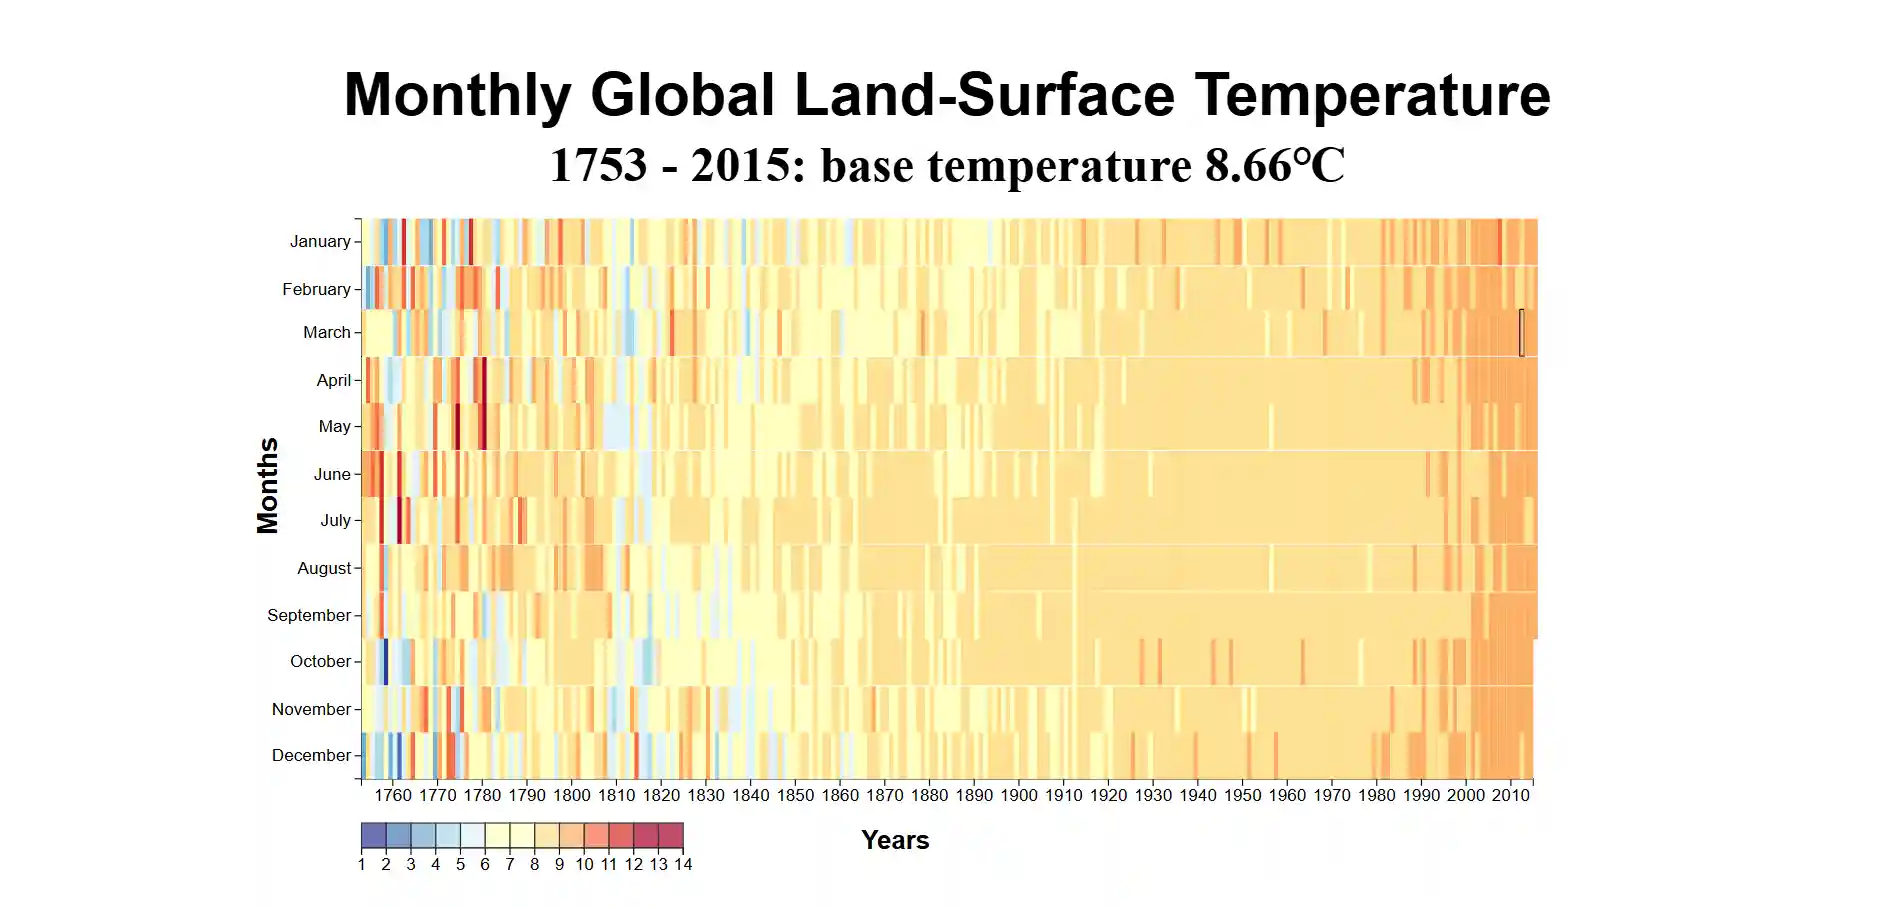 Monthly Global Land-Surface Temperature
1753 - 2015: base temperature 8.66℃
January
February
March
April
May
June
July
August
September
October
November
December
Months
1760 1770 1780 1790 1800 1810 1820 1830 1840 1850 1860 1870 1880 1890 1900 1910 1920 1930 1940 1950 1960 1970 1980 1990 2000 2010
Years
1 2 3 4 5 6 7 8 9 10 11 12 13 14